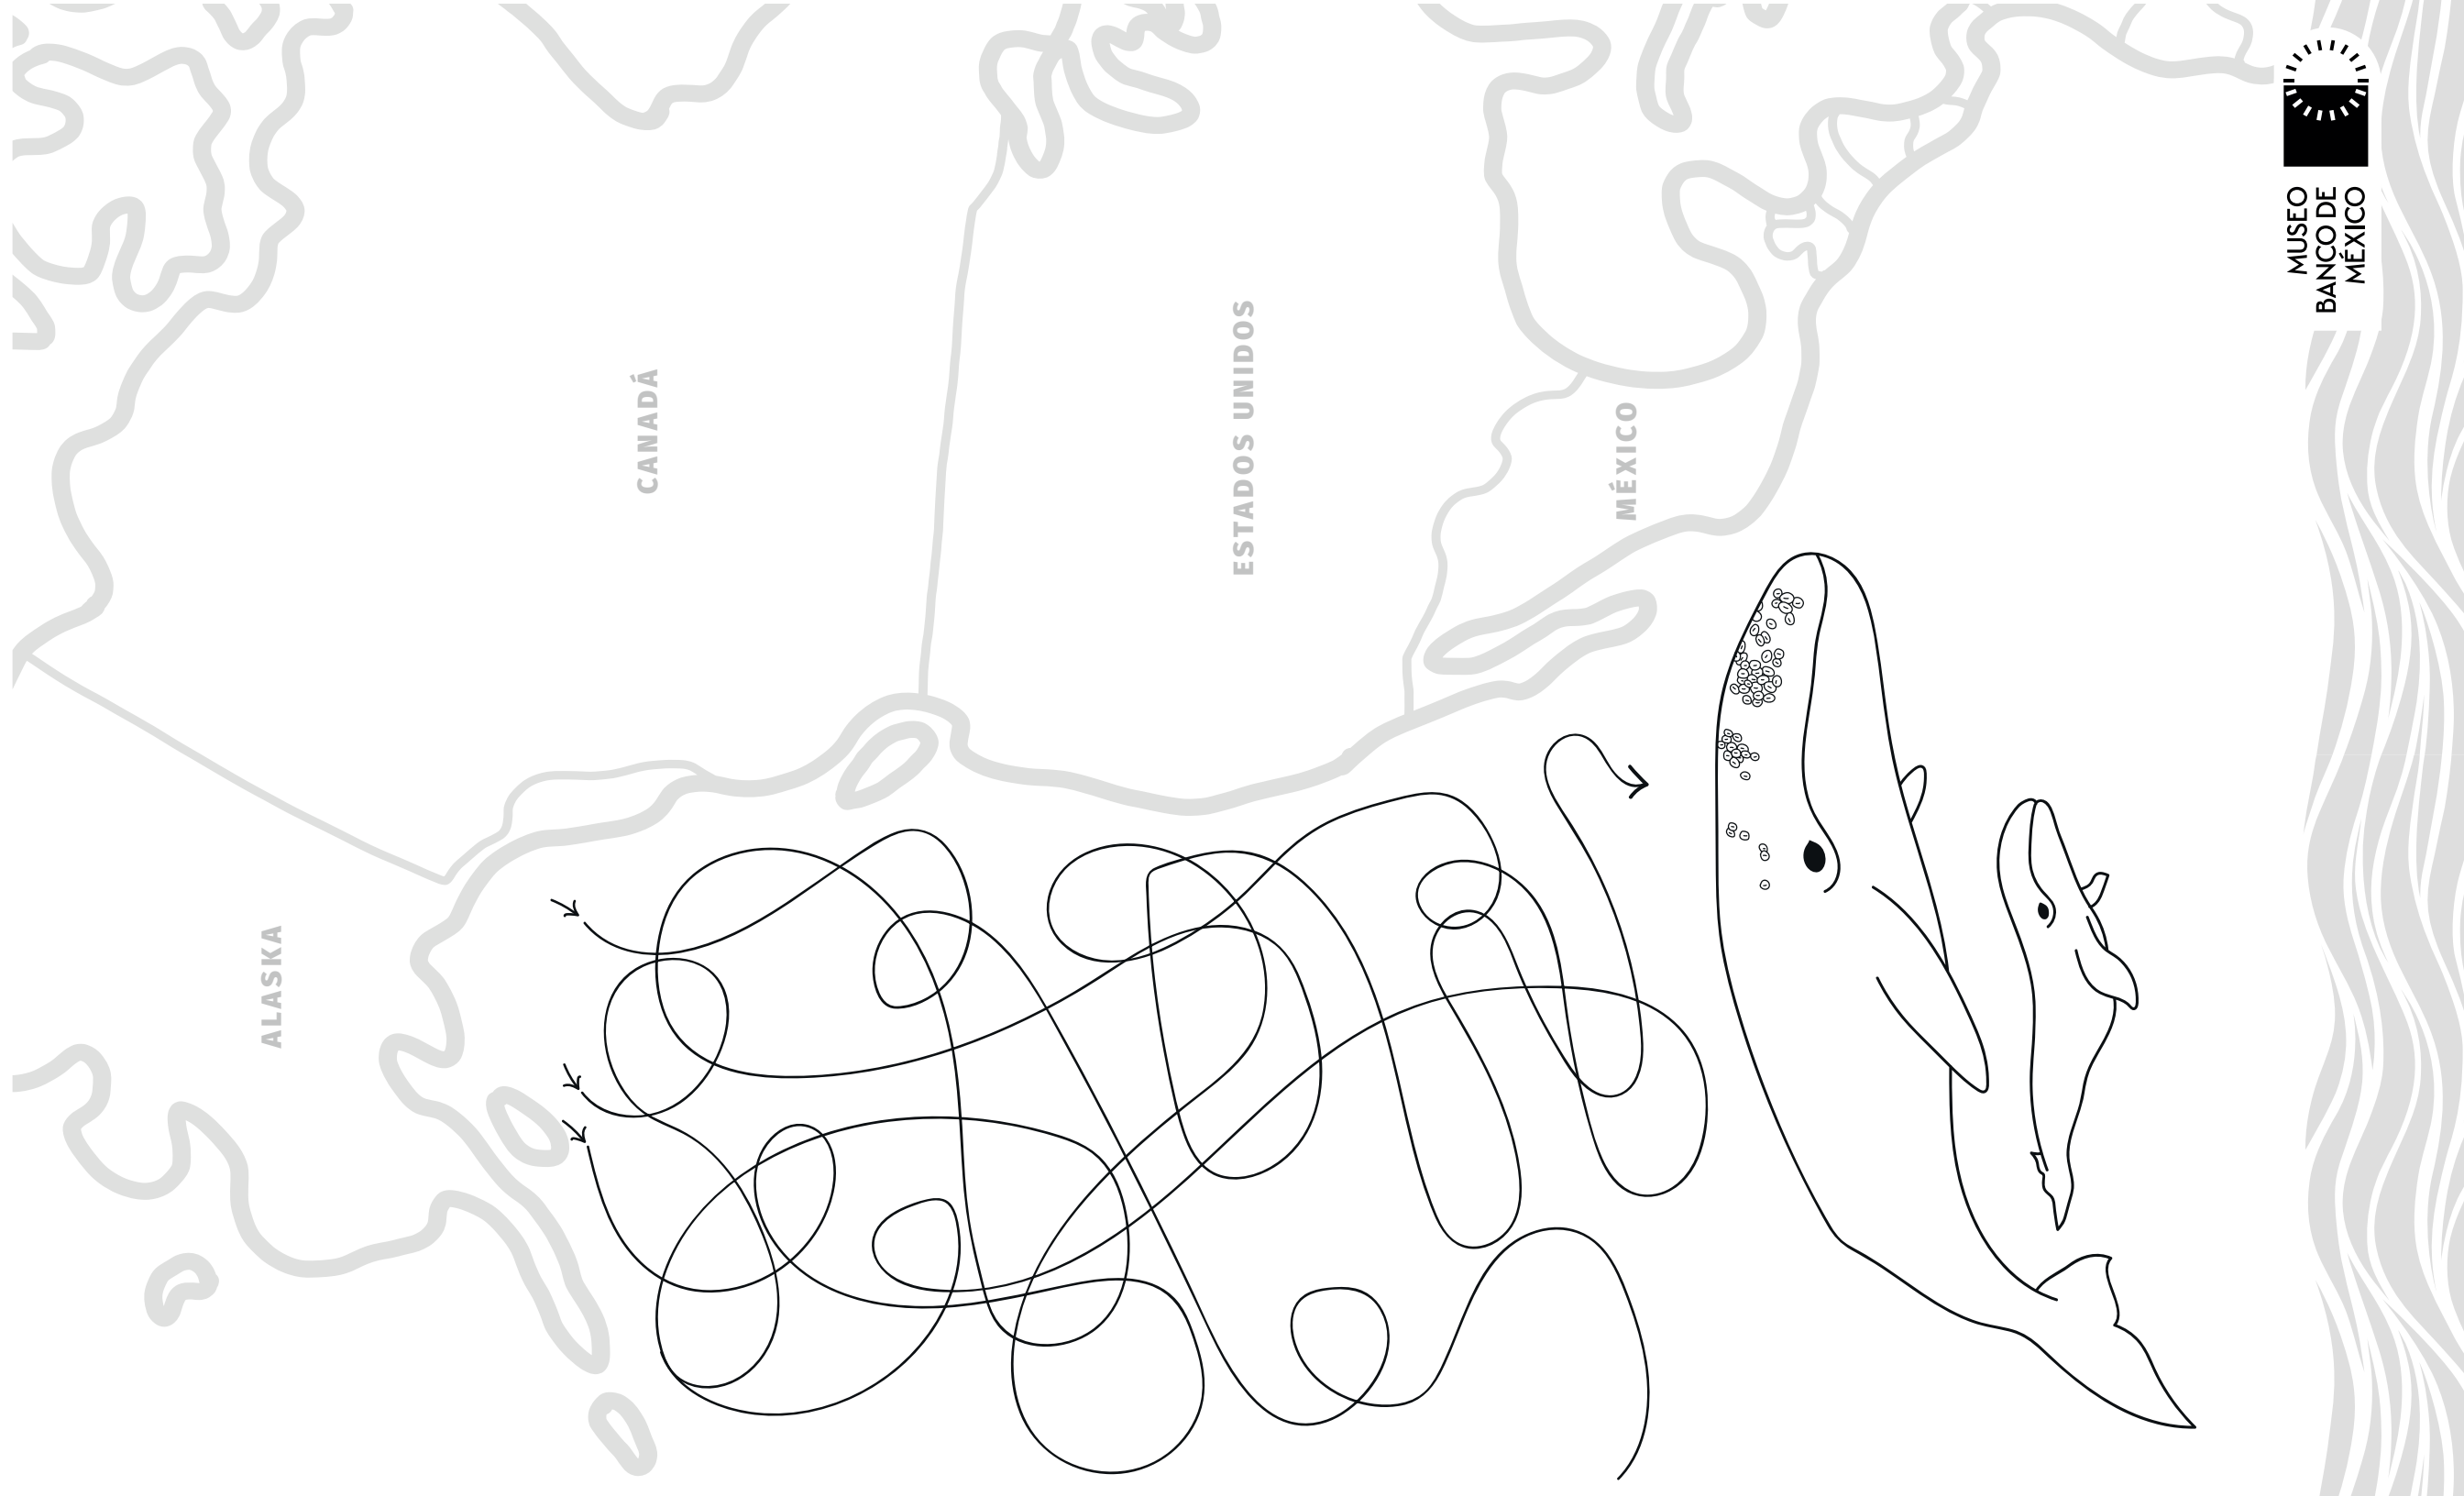 ALASKA
CANADÁ
ESTADOS UNIDOS
MÉXICO
MUSEO
BANCO DE
MÉXICO